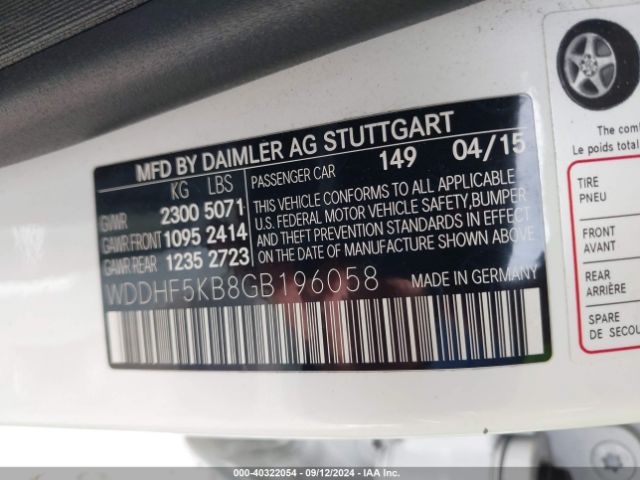 MFD BY DAIMLER AG STUTTGART
KG LBS
GVWR 2300 5071
GAWR FRONT 1095 2414
GAWR REAR 1235 2723
PASSENGER CAR 149 04/15
THIS VEHICLE CONFORMS TO ALL APPLICABLE
U.S. FEDERAL MOTOR VEHICLE SAFETY,BUMPER
AND THEFT PREVENTION STANDARDS IN EFFECT
ON THE DATE OF MANUFACTURE SHOWN ABOVE.
WDDHF5KB8GB196058 MADE IN GERMANY
The com
Le poids total
TIRE
PNEU
FRONT
AVANT
REAR
ARRIÈRE
SPARE
DE SECOU
000-40322054 - 09/12/2024 - IAA Inc.